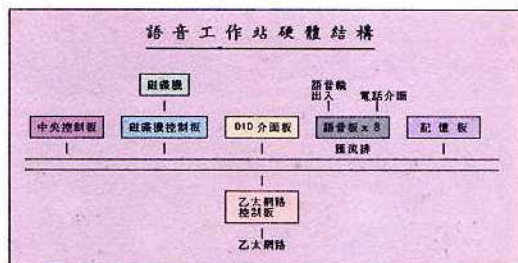 語音工作站硬體結構
磁碟機
語音輸
出入
電話介面
中央控制板
磁碟機控制板
DID介面板
語音板x8
記憶板
匯流排
乙太網路
控制板
乙太網路